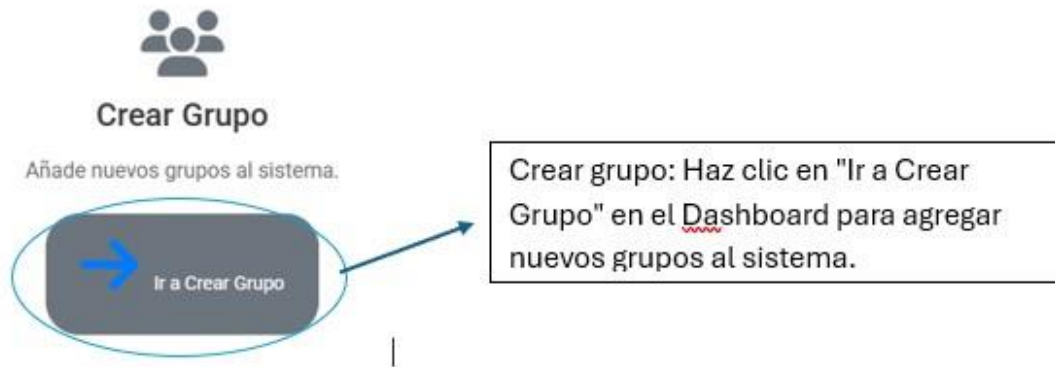 Crear Grupo
Añade nuevos grupos al sistema.
Ir a Crear Grupo
Crear grupo: Haz clic en "Ir a Crear
Grupo" en el Dashboard para agregar
nuevos grupos al sistema.